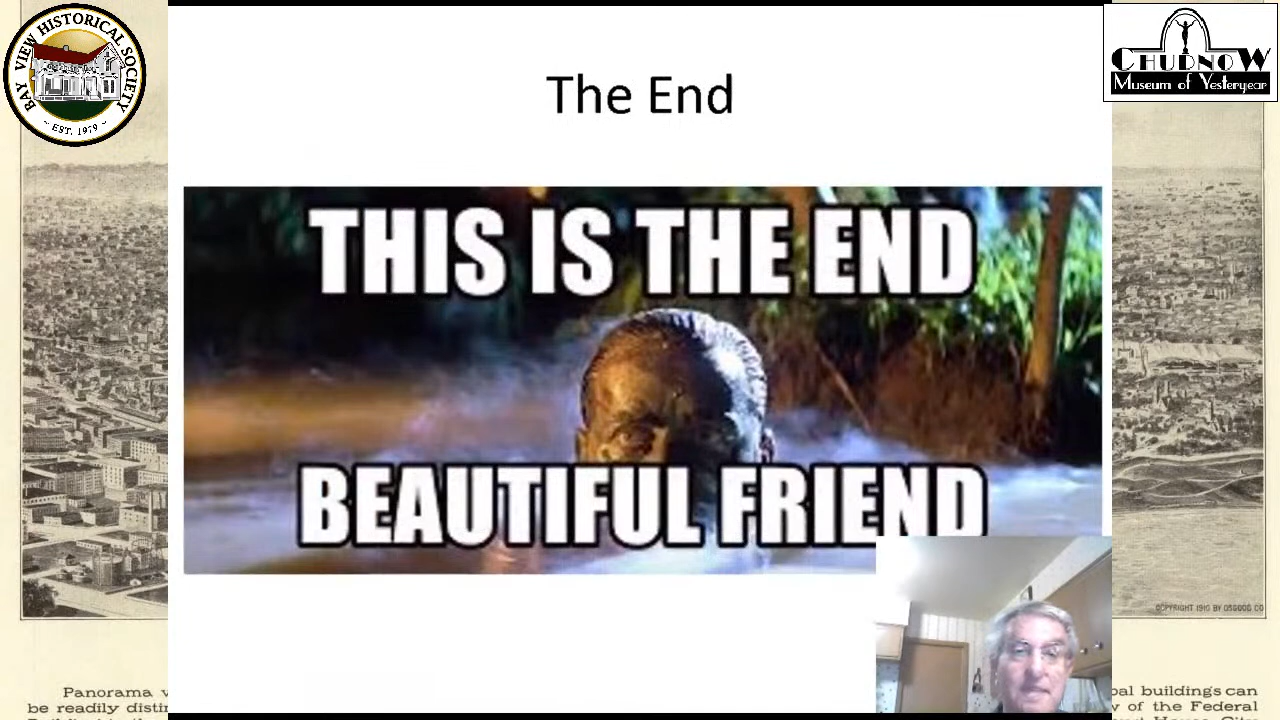 BAY VIEW HISTORICAL SOCIETY
~ EST. 1979 ~
CHUDNOW
Museum of Yesteryear
The End
THIS IS THE END
BEAUTIFUL FRIEND
COPYRIGHT 1910 BY OSGOOD CO
Panorama
be readily
buildings can
of the Federal